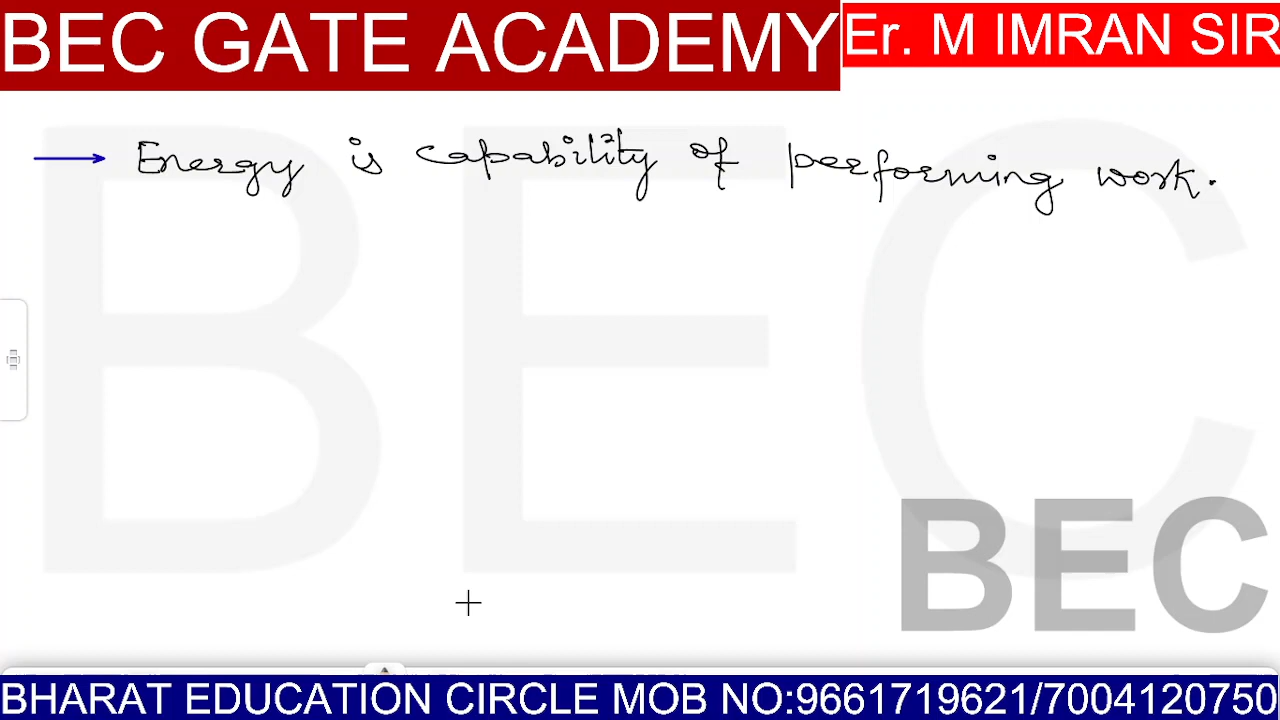 BEC GATE ACADEMY
Er. M IMRAN SIR
→ Energy is capability of performing work.
BEC
BEC
BHARAT EDUCATION CIRCLE MOB NO:9661719621/7004120750